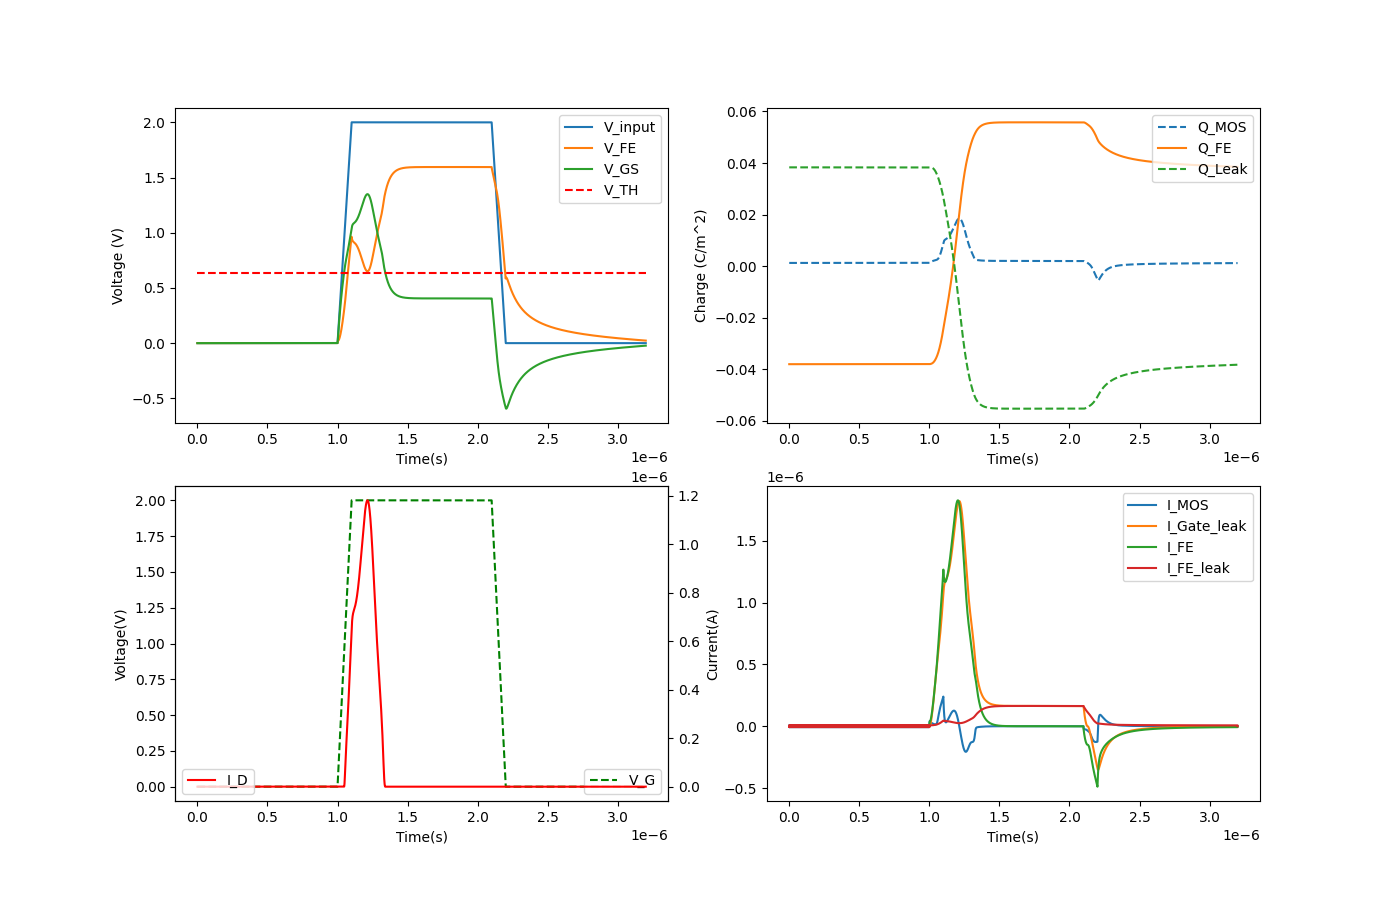 2.0
1.5
1.0
0.5
0.0
−0.5
Voltage (V)
V_input
V_FE
V_GS
V_TH
0.0 0.5 1.0 1.5 2.0 2.5 3.0
Time(s)
1e−6
0.06
0.04
0.02
0.00
−0.02
−0.04
−0.06
Charge (C/m^2)
Q_MOS
Q_FE
Q_Leak
0.0 0.5 1.0 1.5 2.0 2.5 3.0
Time(s)
1e−6
2.00
1.75
1.50
1.25
1.00
0.75
0.50
0.25
0.00
Voltage(V)
I_D
V_G
1e−6
1.2
1.0
0.8
0.6
0.4
0.2
0.0
0.0 0.5 1.0 1.5 2.0 2.5 3.0
Time(s)
1e−6
Current(A)
1e−6
1.5
1.0
0.5
0.0
−0.5
I_MOS
I_Gate_leak
I_FE
I_FE_leak
0.0 0.5 1.0 1.5 2.0 2.5 3.0
Time(s)
1e−6